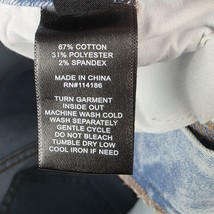 67% COTTON
31% POLYESTER
2% SPANDEX
MADE IN CHINA
RN#114186
TURN GARMENT
INSIDE OUT
MACHINE WASH COLD
WASH SEPARATELY
GENTLE CYCLE
DO NOT BLEACH
TUMBLE DRY LOW
COOL IRON IF NEED